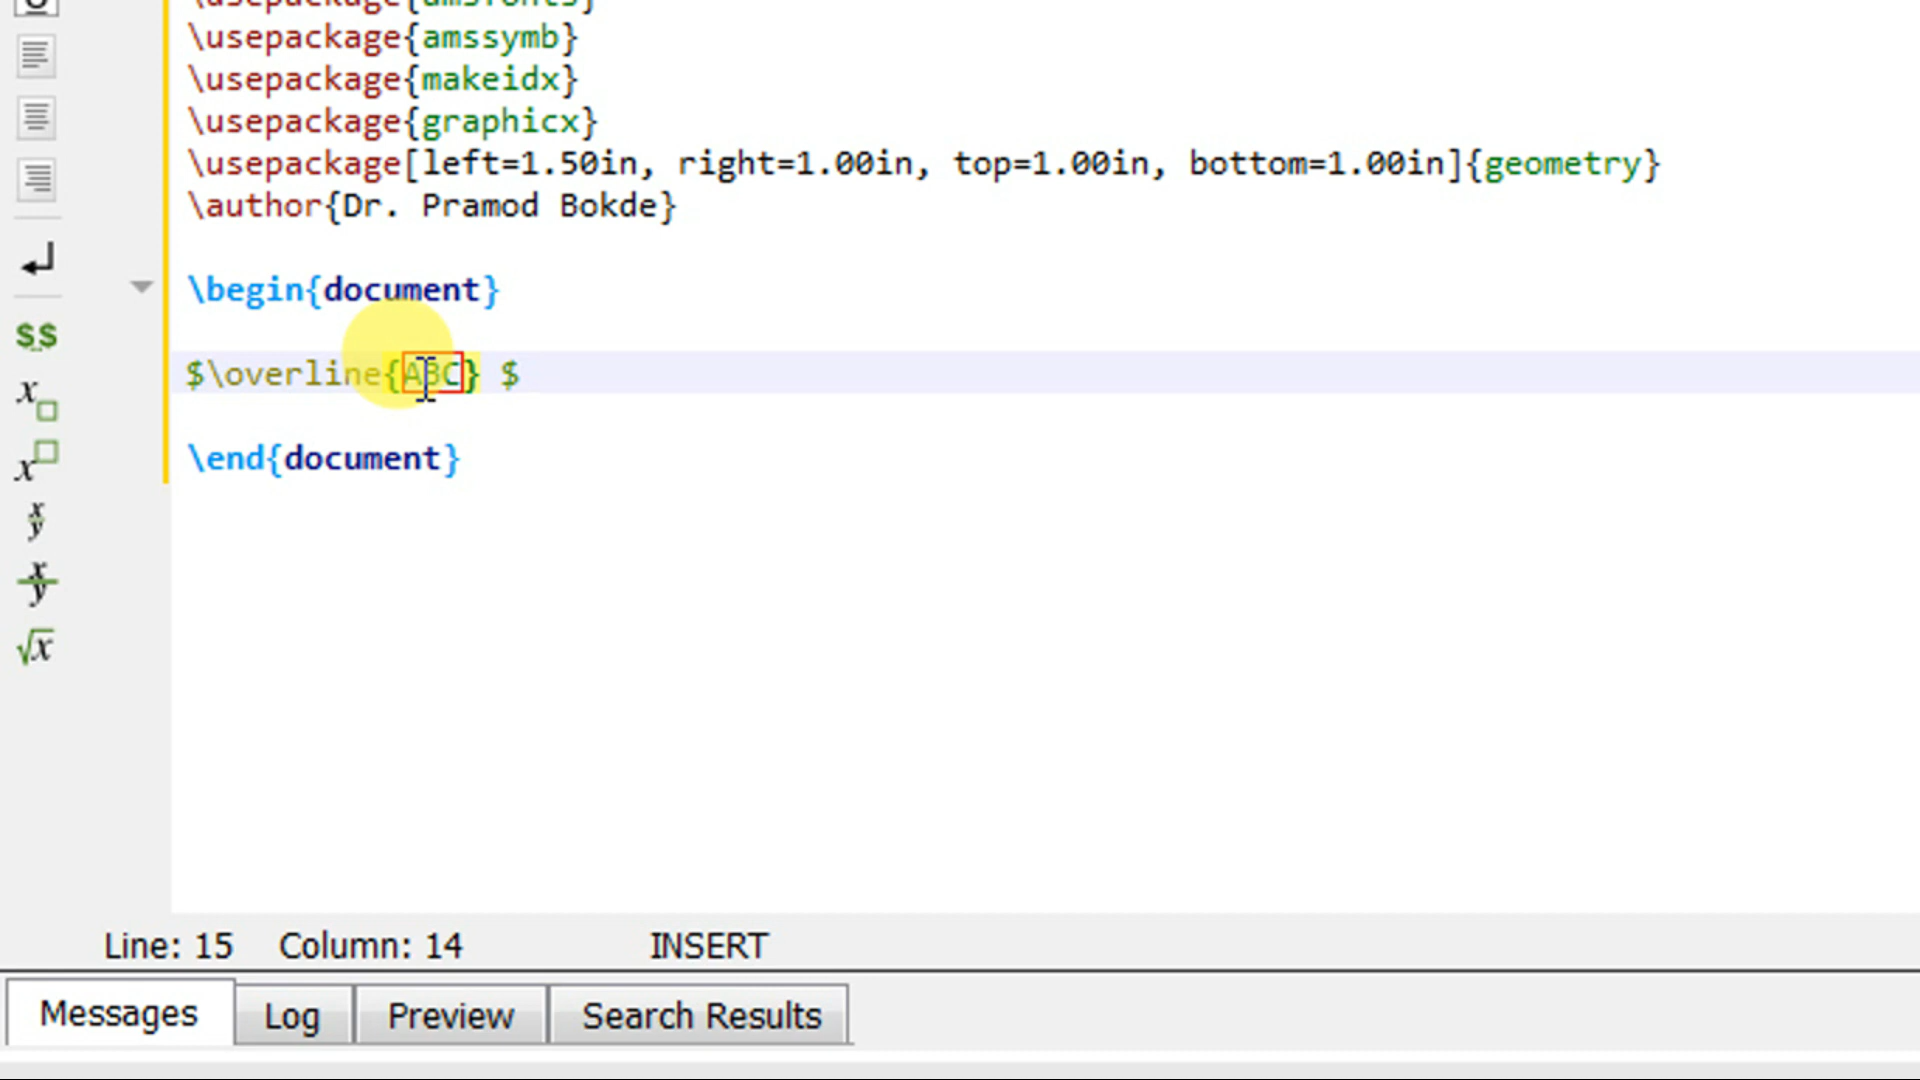 \usepackage{amsfonts}
\usepackage{amssymb}
\usepackage{makeidx}
\usepackage{graphicx}
\usepackage[left=1.50in, right=1.00in, top=1.00in, bottom=1.00in]{geometry}
\author{Dr. Pramod Bokde}
\begin{document}
$\overline{ABC} $
\end{document}
$$
x
x
x
y
x
y
√x
Line: 15 Column: 14 INSERT
Messages Log Preview Search Results